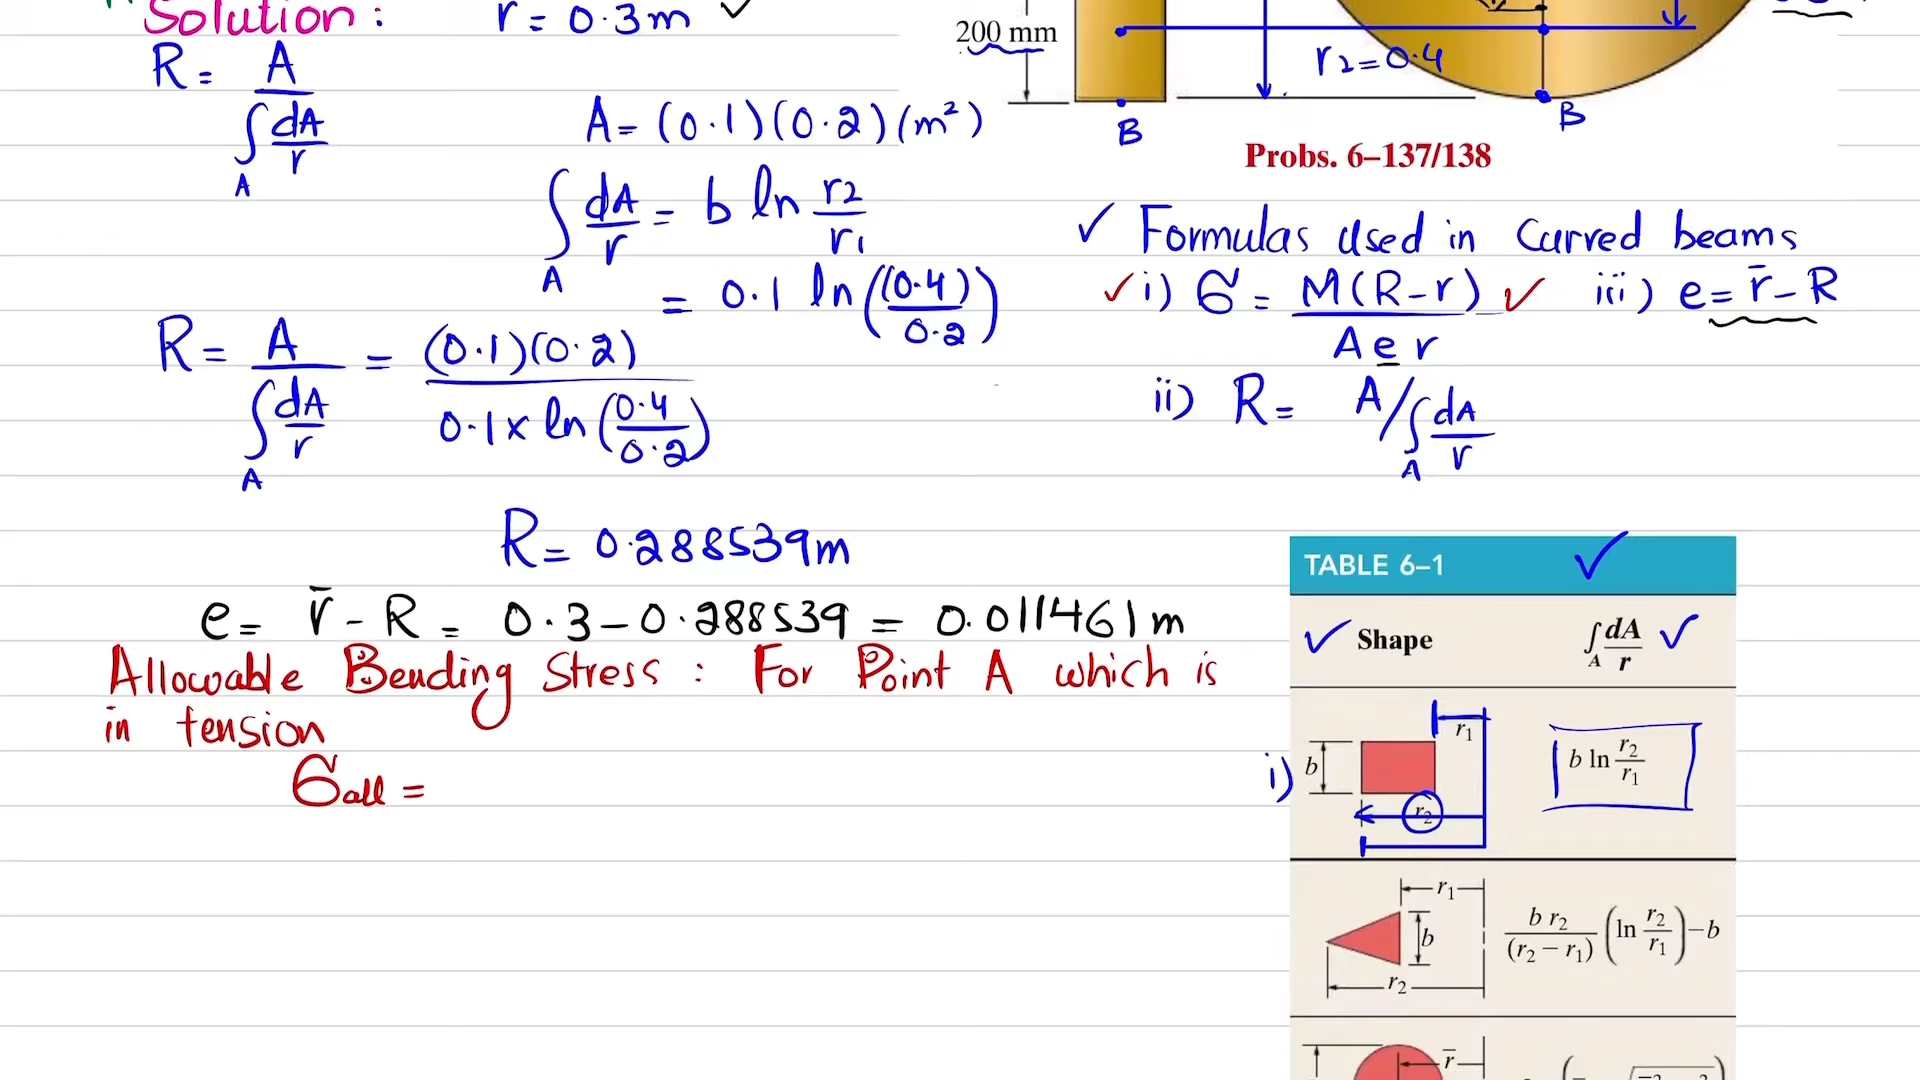 Solution : r = 0.3m ✓
R = A / ∫_A dA/r
A = (0.1)(0.2)(m²)
∫_A dA/r = b ln r2/r1
= 0.1 ln((0.4)/0.2)
R = A / ∫_A dA/r = (0.1)(0.2) / 0.1 x ln(0.4/0.2)
R = 0.288539m
e = r̄ - R = 0.3 - 0.288539 = 0.011461 m
Allowable Bending Stress : For Point A which is
in tension
σall =
200 mm
r2 = 0.4
B
B
Probs. 6–137/138
✓ Formulas Used in Curved beams
✓ i) σ = M(R-r) / A e r ✓ iii) e = r̄ - R
ii) R = A / ∫_A dA/r
TABLE 6–1 ✓
✓ Shape ∫_A dA/r ✓
i) b r1 r2 b ln r2/r1
r1 b r2 b r2/(r2 − r1) (ln r2/r1) − b
r̄